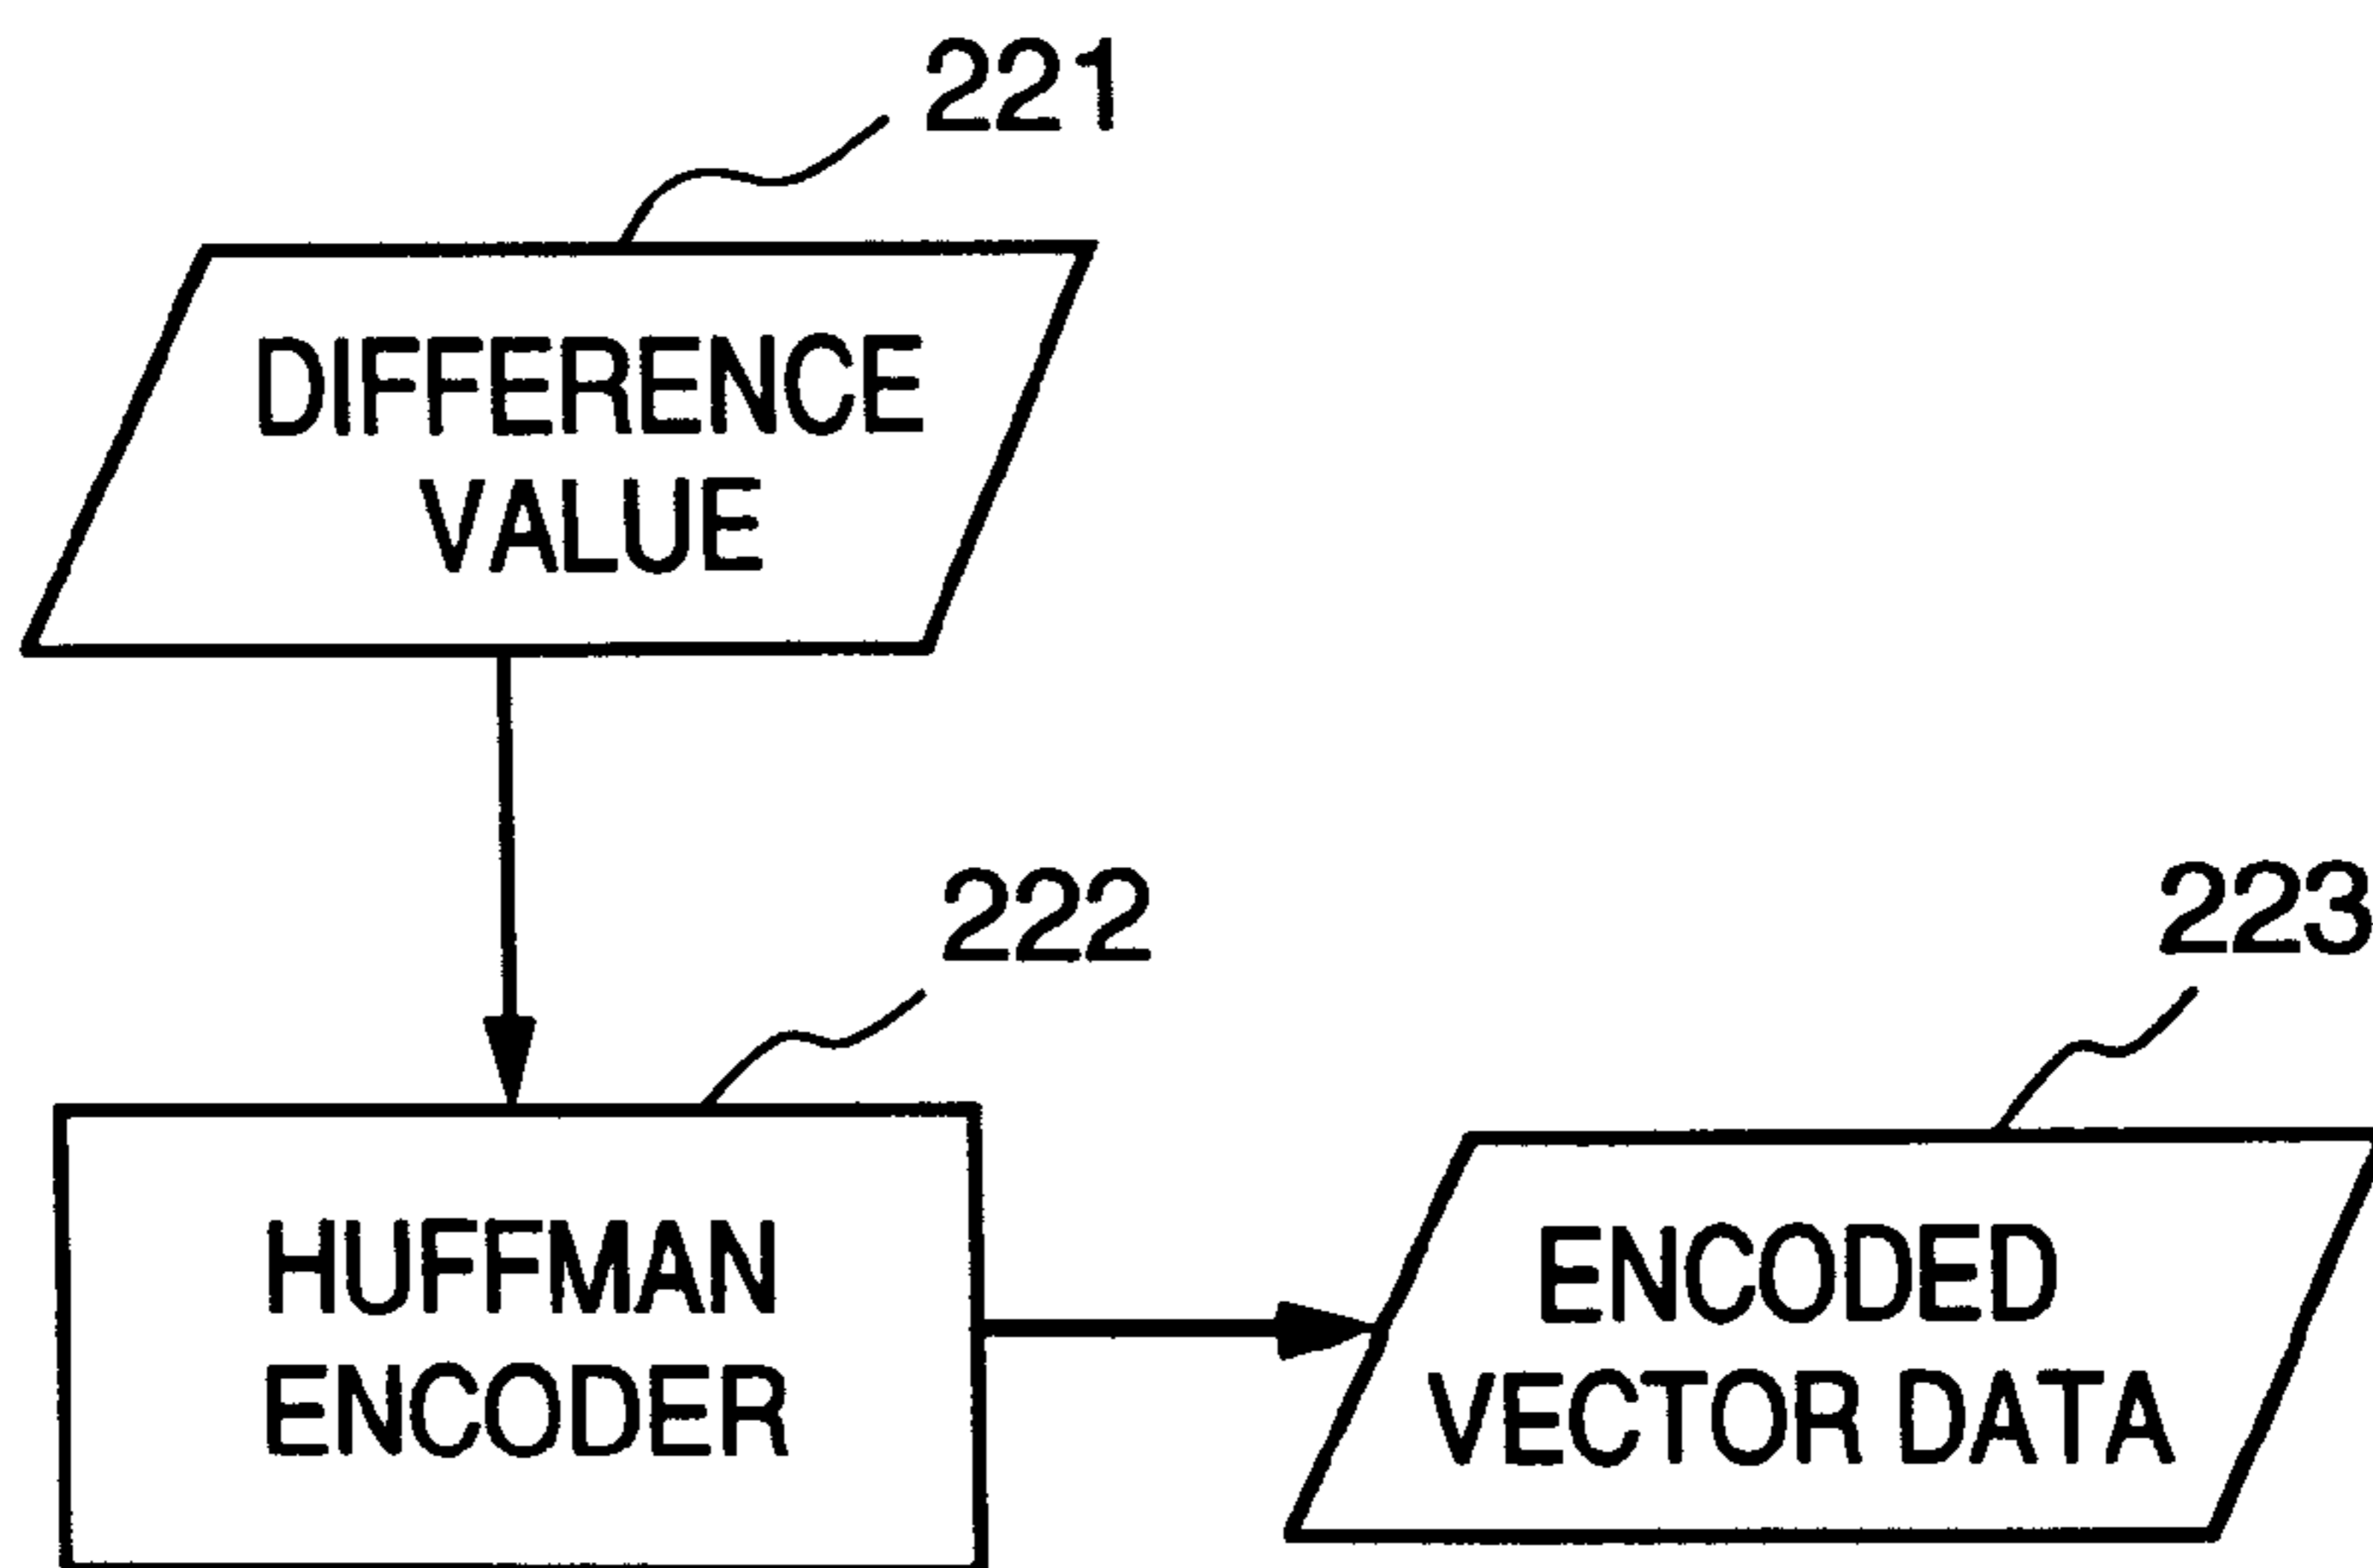 221
DIFFERENCE
VALUE
222
HUFFMAN
ENCODER
223
ENCODED
VECTOR DATA